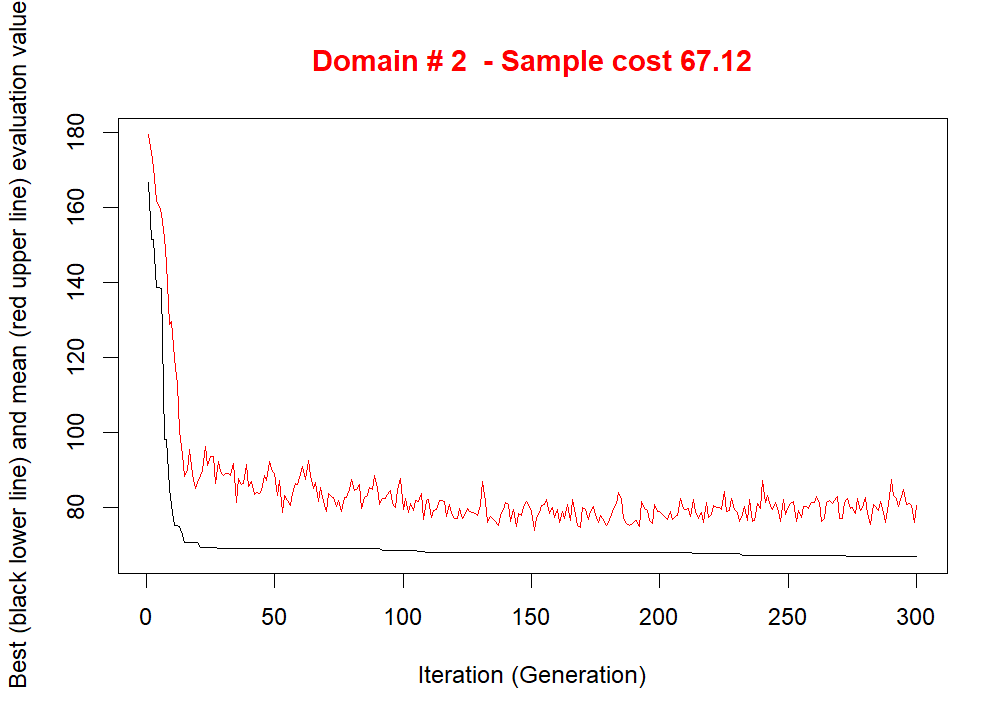 Domain # 2  - Sample cost 67.12
Best (black lower line) and mean (red upper line) evaluation value
180
160
140
120
100
80
0 50 100 150 200 250 300
Iteration (Generation)